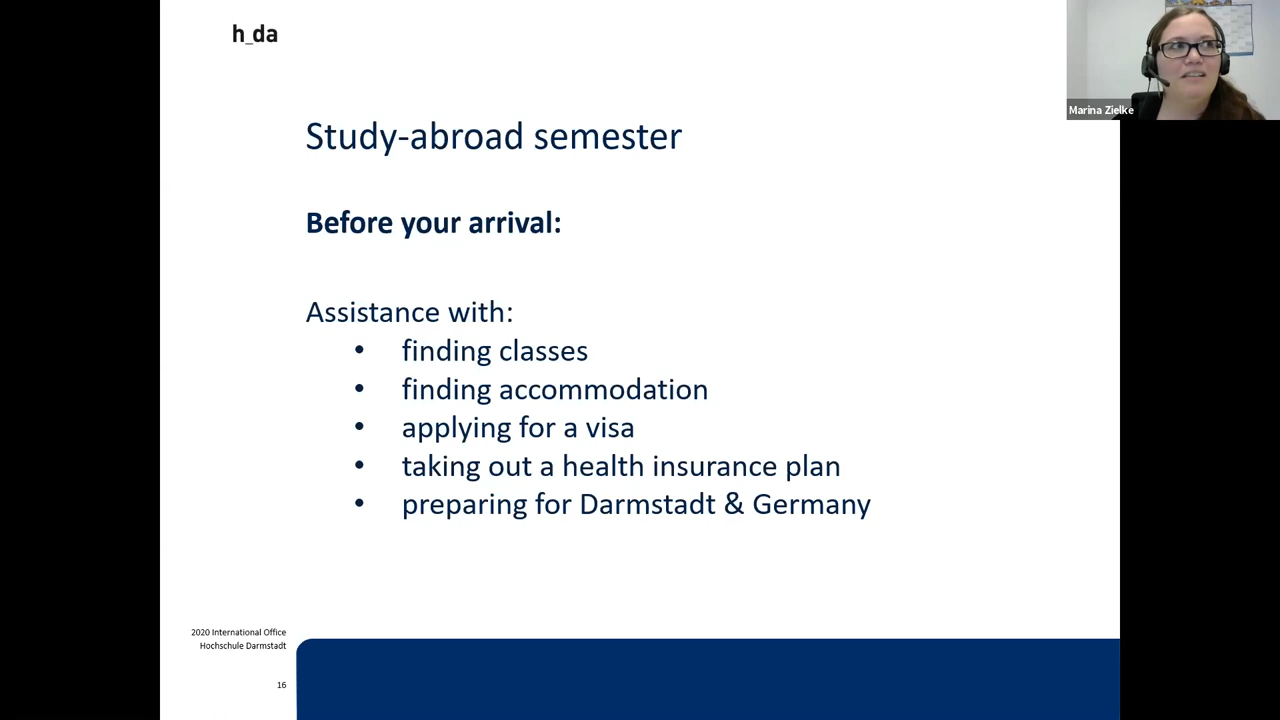 h_da
Marina Zielke
Study-abroad semester
Before your arrival:
Assistance with:
• finding classes
• finding accommodation
• applying for a visa
• taking out a health insurance plan
• preparing for Darmstadt & Germany
2020 International Office
Hochschule Darmstadt
16